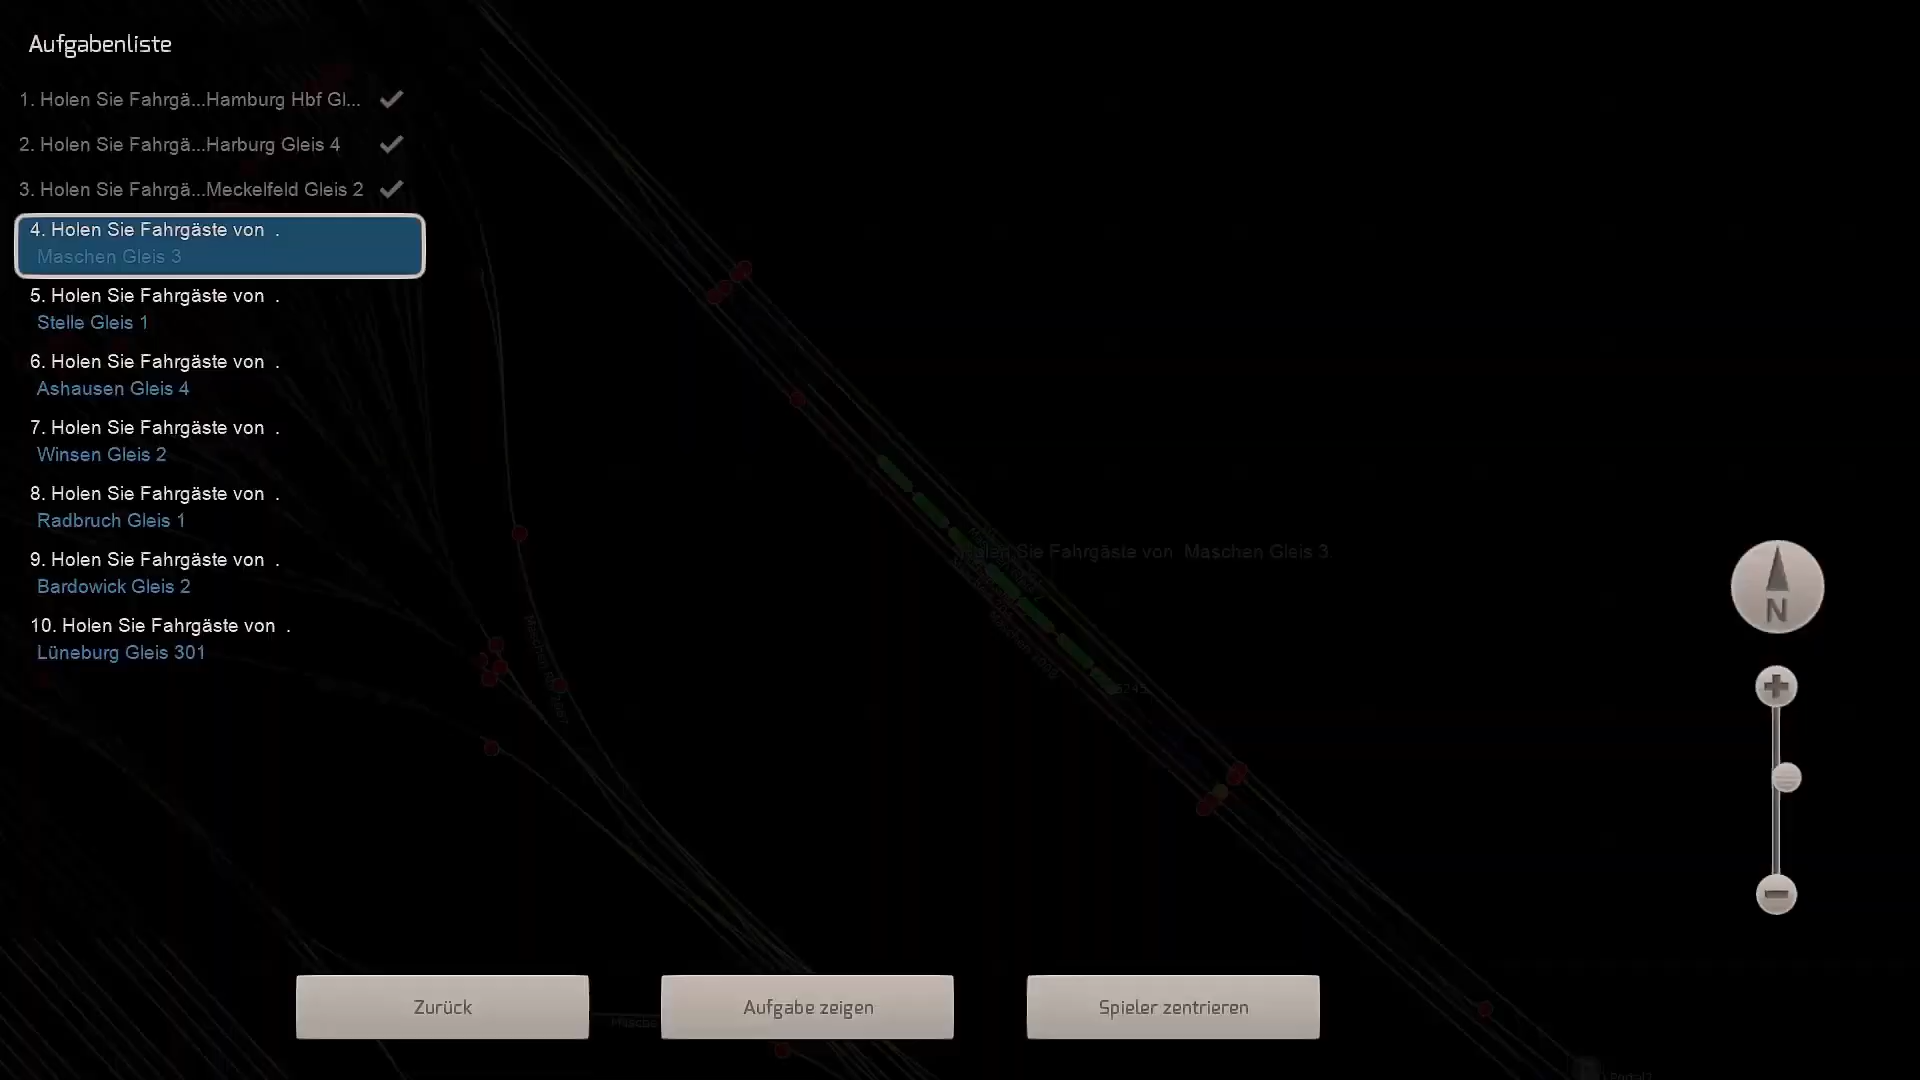 Aufgabenliste
1. Holen Sie Fahrgä...Hamburg Hbf Gl...
2. Holen Sie Fahrgä...Harburg Gleis 4
3. Holen Sie Fahrgä...Meckelfeld Gleis 2
4. Holen Sie Fahrgäste von .
Maschen Gleis 3
5. Holen Sie Fahrgäste von .
Stelle Gleis 1
6. Holen Sie Fahrgäste von .
Ashausen Gleis 4
7. Holen Sie Fahrgäste von .
Winsen Gleis 2
8. Holen Sie Fahrgäste von .
Radbruch Gleis 1
9. Holen Sie Fahrgäste von .
Bardowick Gleis 2
10. Holen Sie Fahrgäste von .
Lüneburg Gleis 301
Holen Sie Fahrgäste von Maschen Gleis 3
N
Zurück
Aufgabe zeigen
Spieler zentrieren